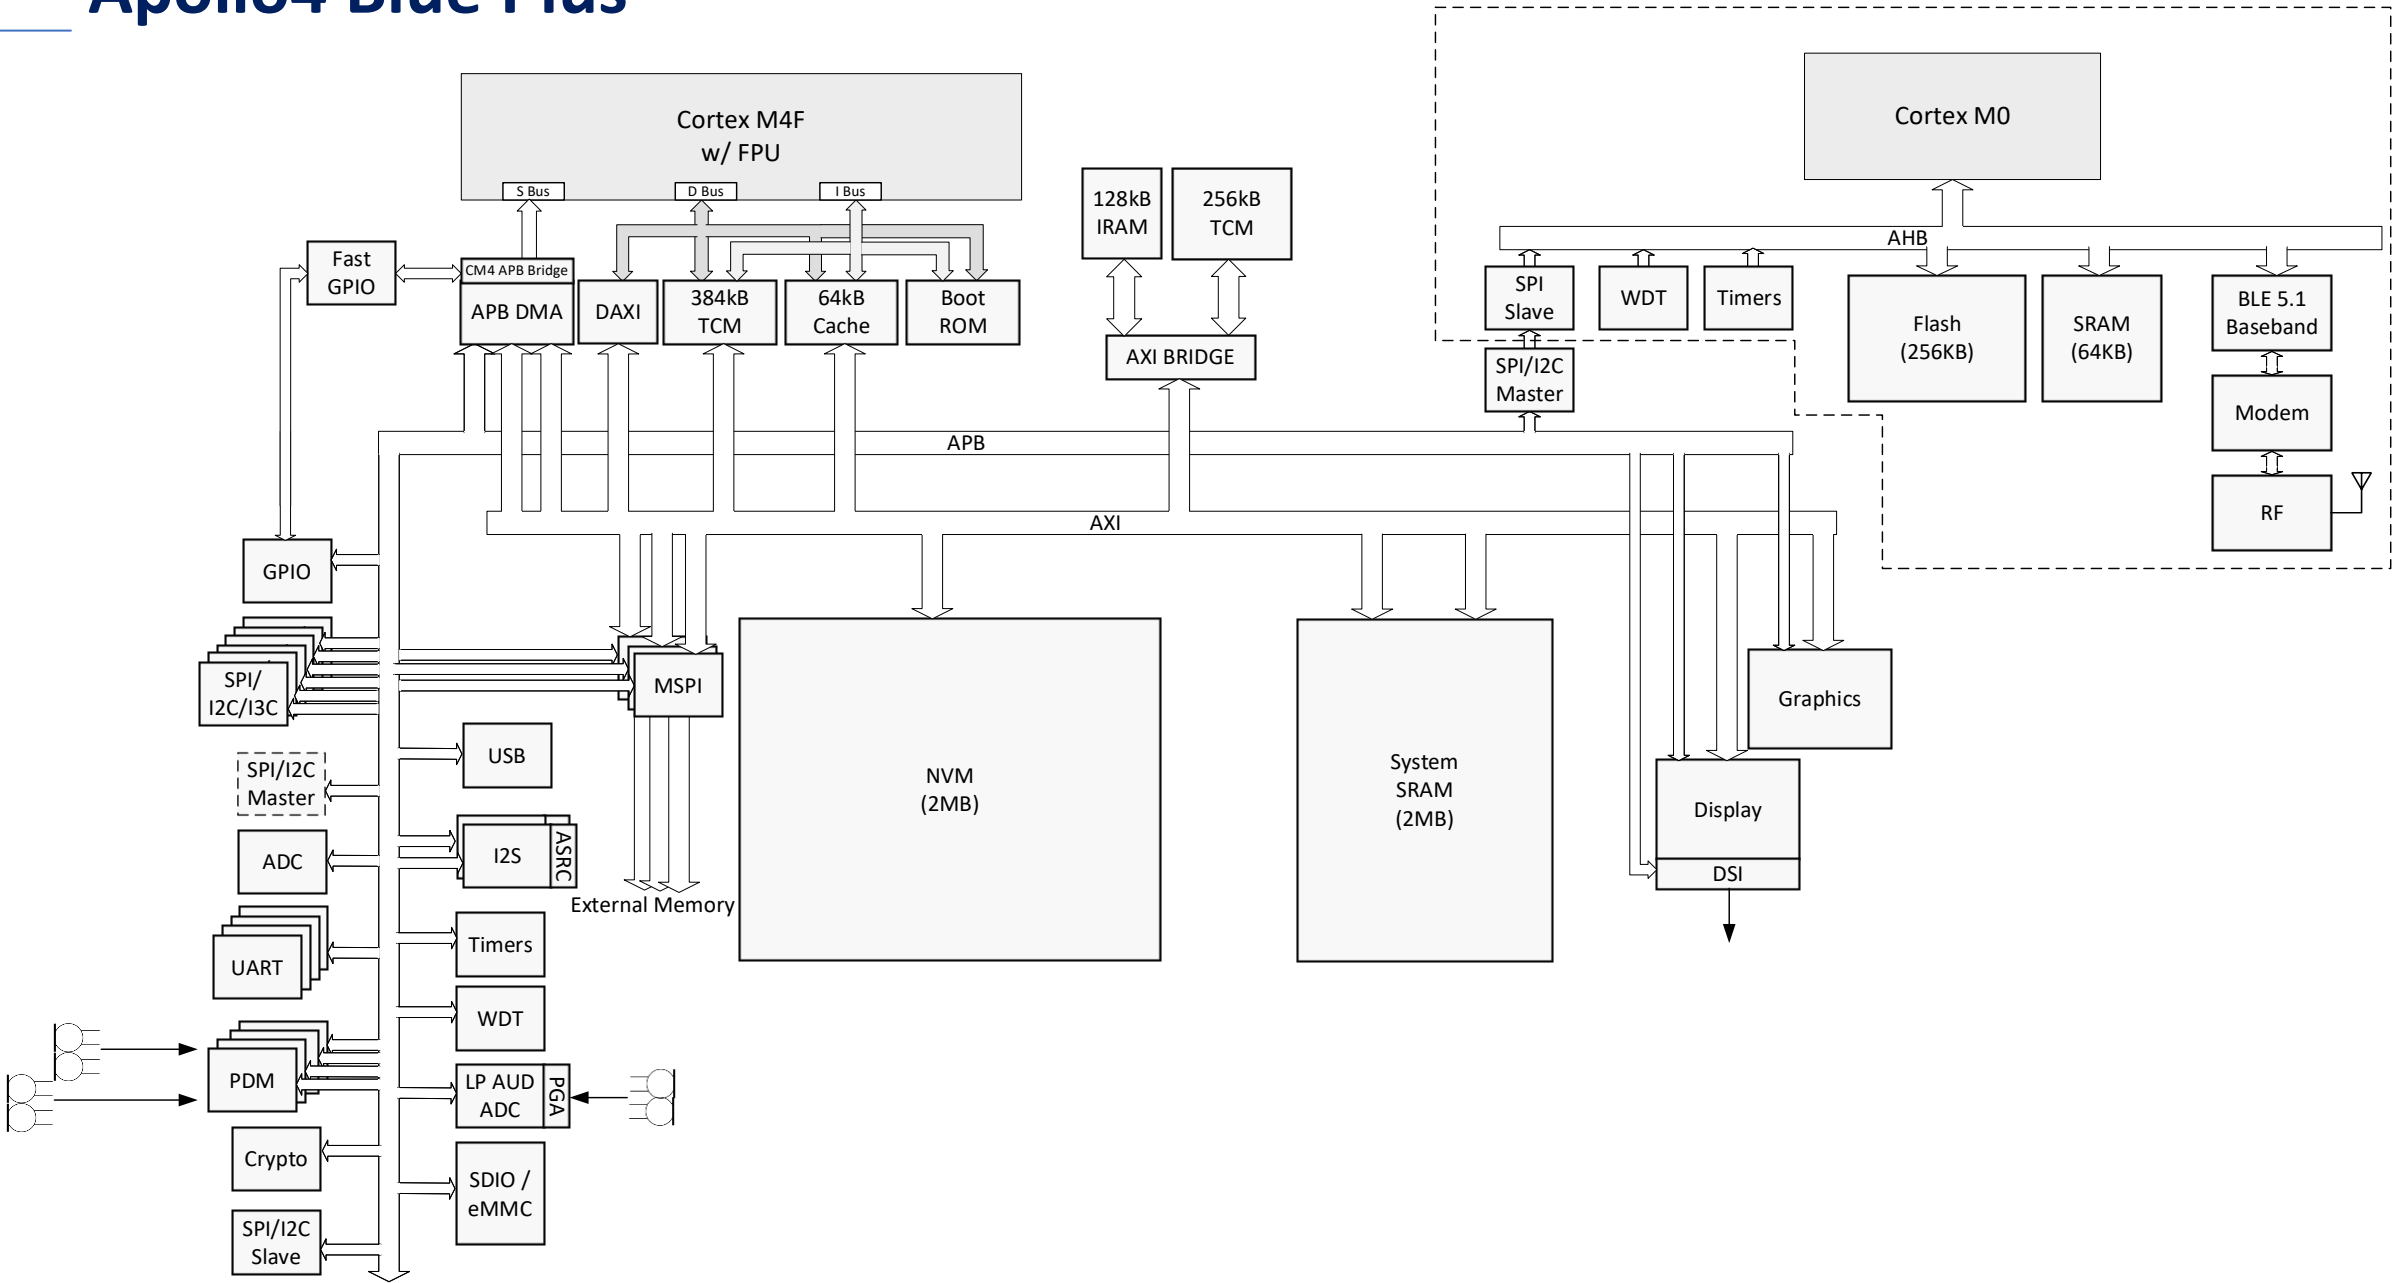 Apollo4 Blue Plus
Cortex M4F
w/ FPU
S Bus
D Bus
I Bus
Cortex M0
128kB
IRAM
256kB
TCM
AHB
Fast
GPIO
CM4 APB Bridge
APB DMA
DAXI
384kB
TCM
64kB
Cache
Boot
ROM
AXI BRIDGE
SPI
Slave
WDT
Timers
Flash
(256KB)
SRAM
(64KB)
BLE 5.1
Baseband
SPI/I2C
Master
Modem
APB
RF
AXI
GPIO
SPI/
I2C/I3C
MSPI
USB
SPI/I2C
Master
NVM
(2MB)
System
SRAM
(2MB)
Graphics
Display
DSI
ADC
I2S
ASRC
External Memory
Timers
UART
WDT
PDM
LP AUD
ADC
PGA
Crypto
SDIO /
eMMC
SPI/I2C
Slave